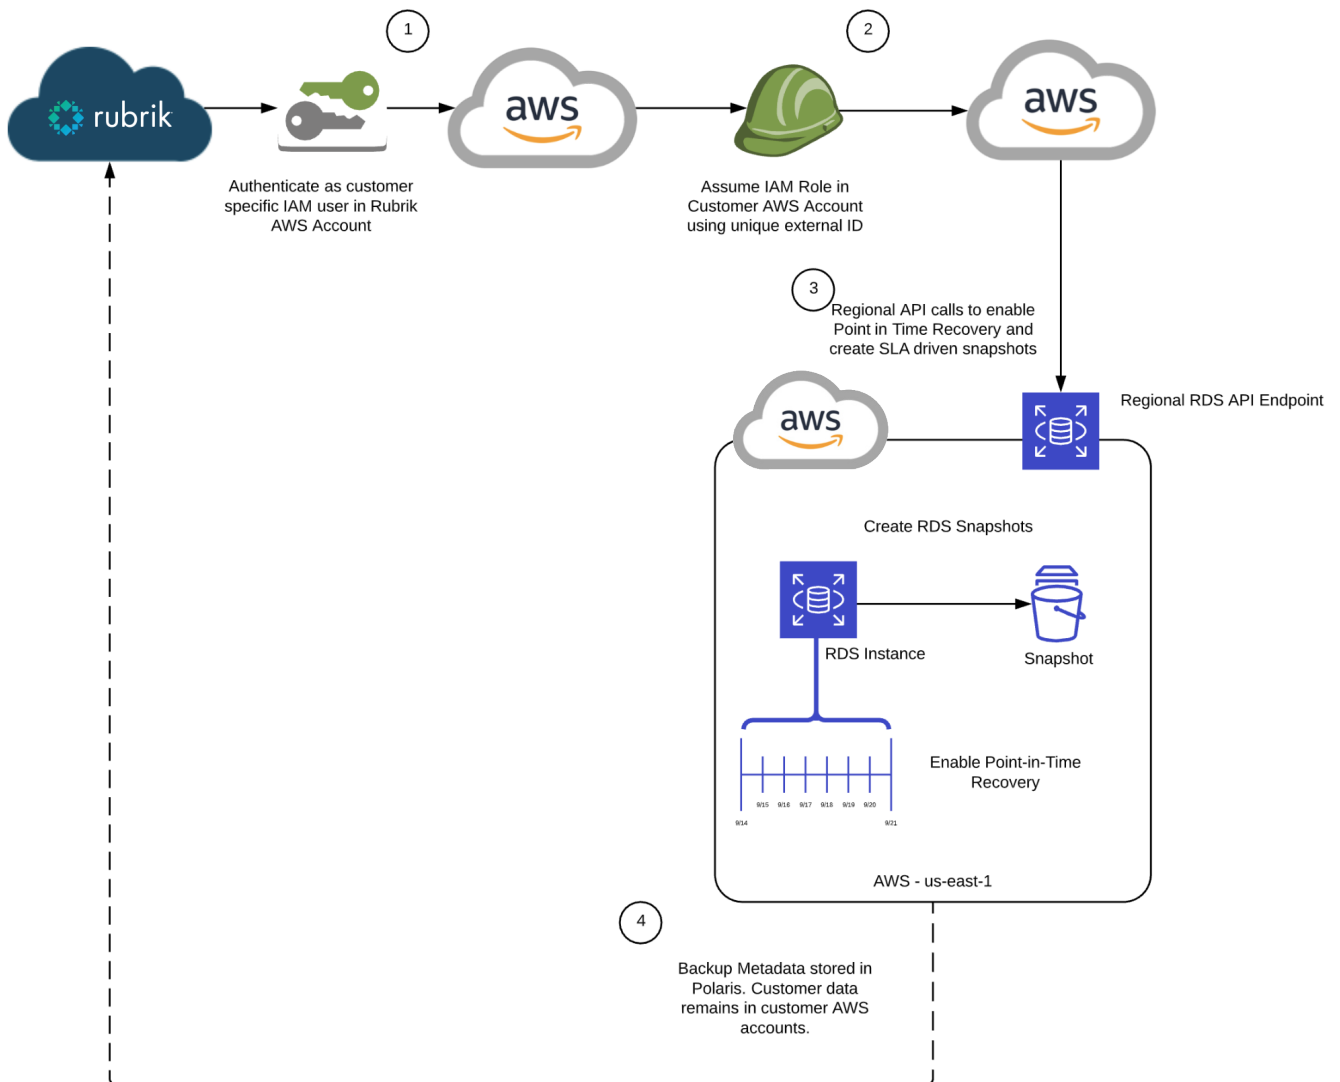 1
2
rubrik
aws
aws
Authenticate as customer
specific IAM user in Rubrik
AWS Account
Assume IAM Role in
Customer AWS Account
using unique external ID
3
Regional API calls to enable
Point in Time Recovery and
create SLA driven snapshots
aws
Regional RDS API Endpoint
Create RDS Snapshots
RDS Instance
Snapshot
Enable Point-in-Time
Recovery
9/15 9/16 9/17 9/18 9/19 9/20
9/14 9/21
AWS - us-east-1
4
Backup Metadata stored in
Polaris. Customer data
remains in customer AWS
accounts.